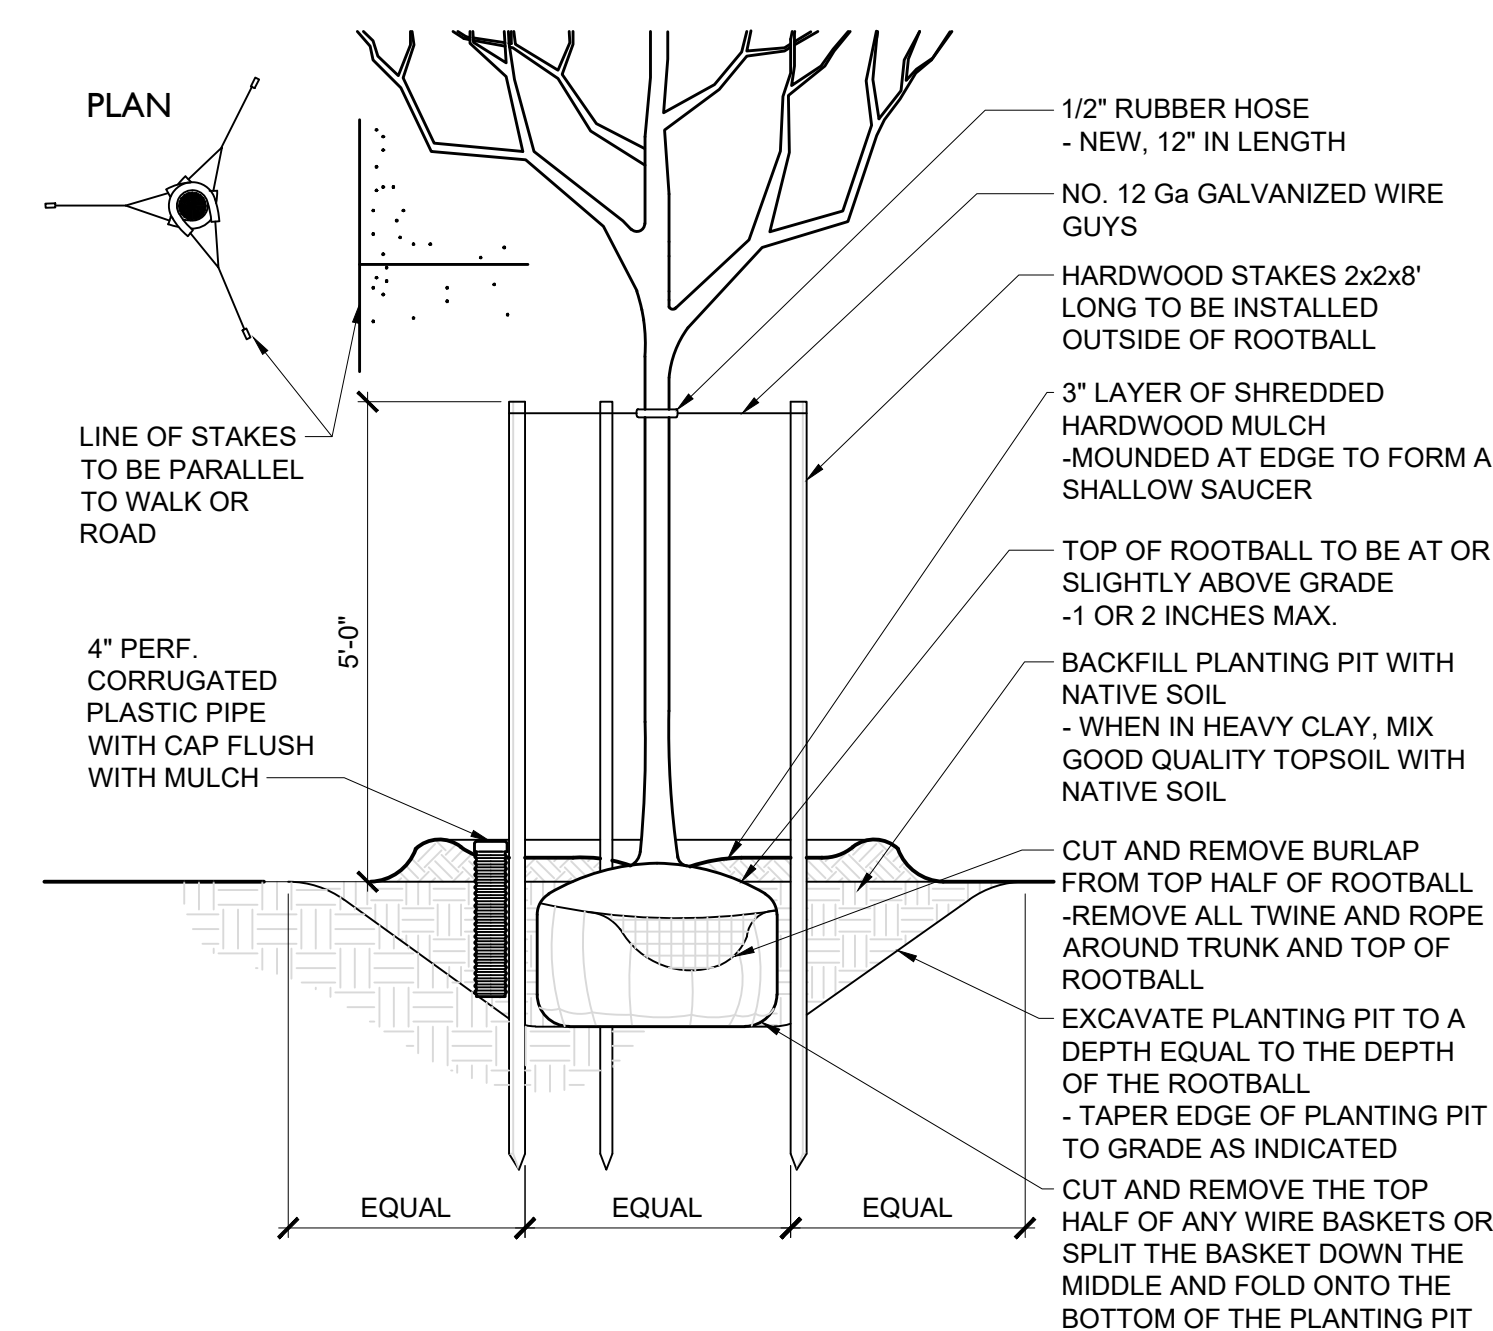 PLAN
LINE OF STAKES
TO BE PARALLEL
TO WALK OR
ROAD
5'-0"
4" PERF.
CORRUGATED
PLASTIC PIPE
WITH CAP FLUSH
WITH MULCH
1/2" RUBBER HOSE
- NEW, 12" IN LENGTH
NO. 12 Ga GALVANIZED WIRE
GUYS
HARDWOOD STAKES 2x2x8'
LONG TO BE INSTALLED
OUTSIDE OF ROOTBALL
3" LAYER OF SHREDDED
HARDWOOD MULCH
-MOUNDED AT EDGE TO FORM A
SHALLOW SAUCER
TOP OF ROOTBALL TO BE AT OR
SLIGHTLY ABOVE GRADE
-1 OR 2 INCHES MAX.
BACKFILL PLANTING PIT WITH
NATIVE SOIL
- WHEN IN HEAVY CLAY, MIX
GOOD QUALITY TOPSOIL WITH
NATIVE SOIL
CUT AND REMOVE BURLAP
FROM TOP HALF OF ROOTBALL
-REMOVE ALL TWINE AND ROPE
AROUND TRUNK AND TOP OF
ROOTBALL
EXCAVATE PLANTING PIT TO A
DEPTH EQUAL TO THE DEPTH
OF THE ROOTBALL
- TAPER EDGE OF PLANTING PIT
TO GRADE AS INDICATED
CUT AND REMOVE THE TOP
HALF OF ANY WIRE BASKETS OR
SPLIT THE BASKET DOWN THE
MIDDLE AND FOLD ONTO THE
BOTTOM OF THE PLANTING PIT
EQUAL
EQUAL
EQUAL